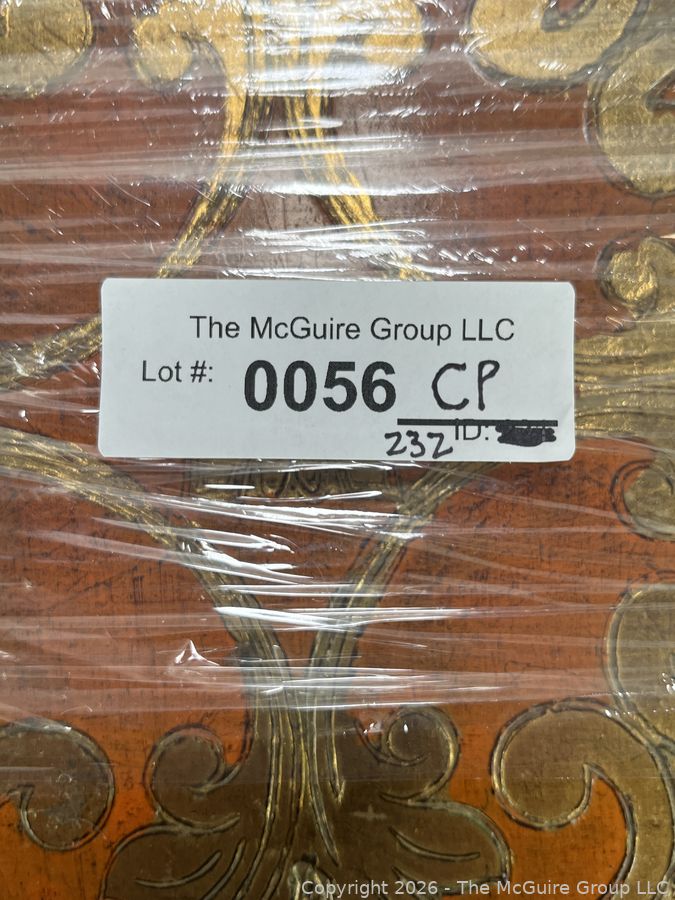 The McGuire Group LLC
Lot #: 0056 CP
232 ID:
Copyright 2026 - The McGuire Group LLC